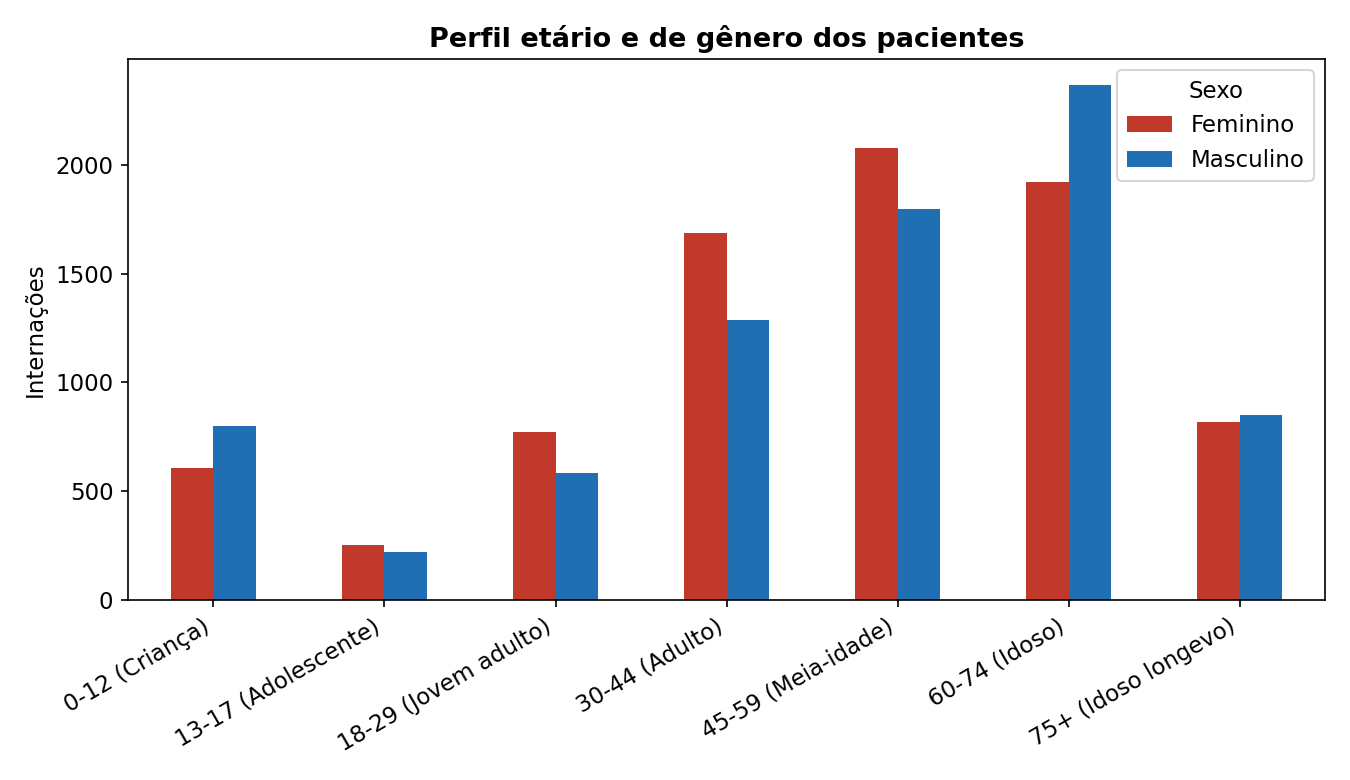 Perfil etário e de gênero dos pacientes
Sexo
Feminino
Masculino
Internações
2000
1500
1000
500
0
0-12 (Criança)
13-17 (Adolescente)
18-29 (Jovem adulto)
30-44 (Adulto)
45-59 (Meia-idade)
60-74 (Idoso)
75+ (Idoso longevo)